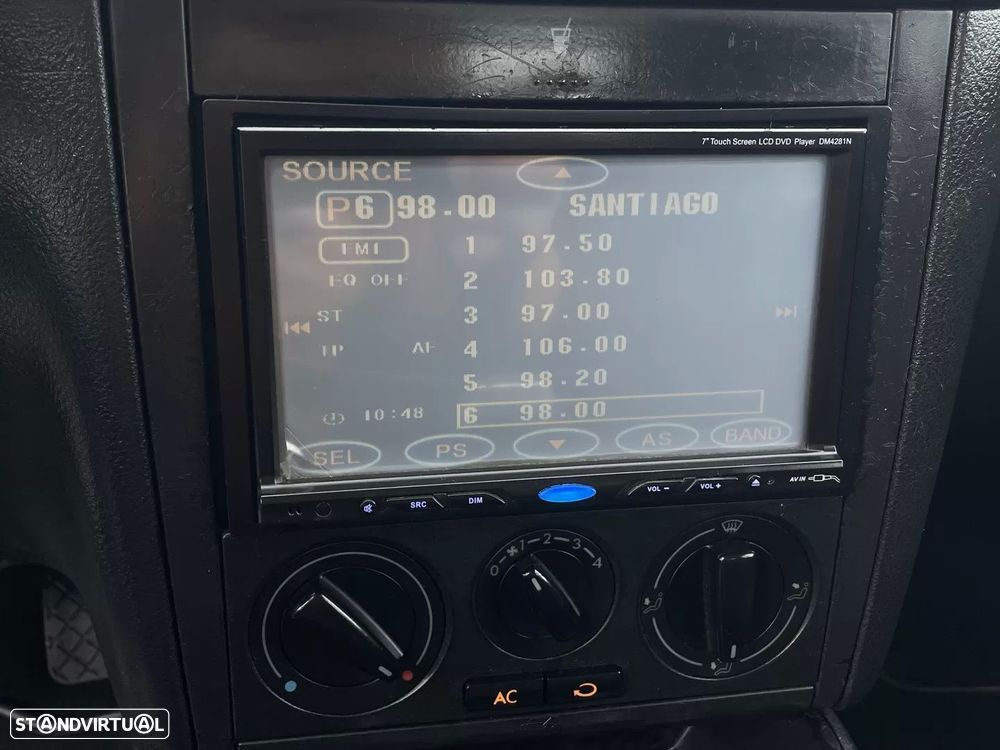 7" Touch Screen LCD DVD Player DM4281N
SOURCE
P6 98.00 SANTIAGO
FM1 1 97.50
EQ OFF 2 103.80
ST 3 97.00
TP AF 4 106.00
5 98.20
10:48 6 98.00
SEL PS AS BAND
SRC DIM VOL - VOL + AV IN
0 1 2 3 4
AC
STANDVIRTUAL